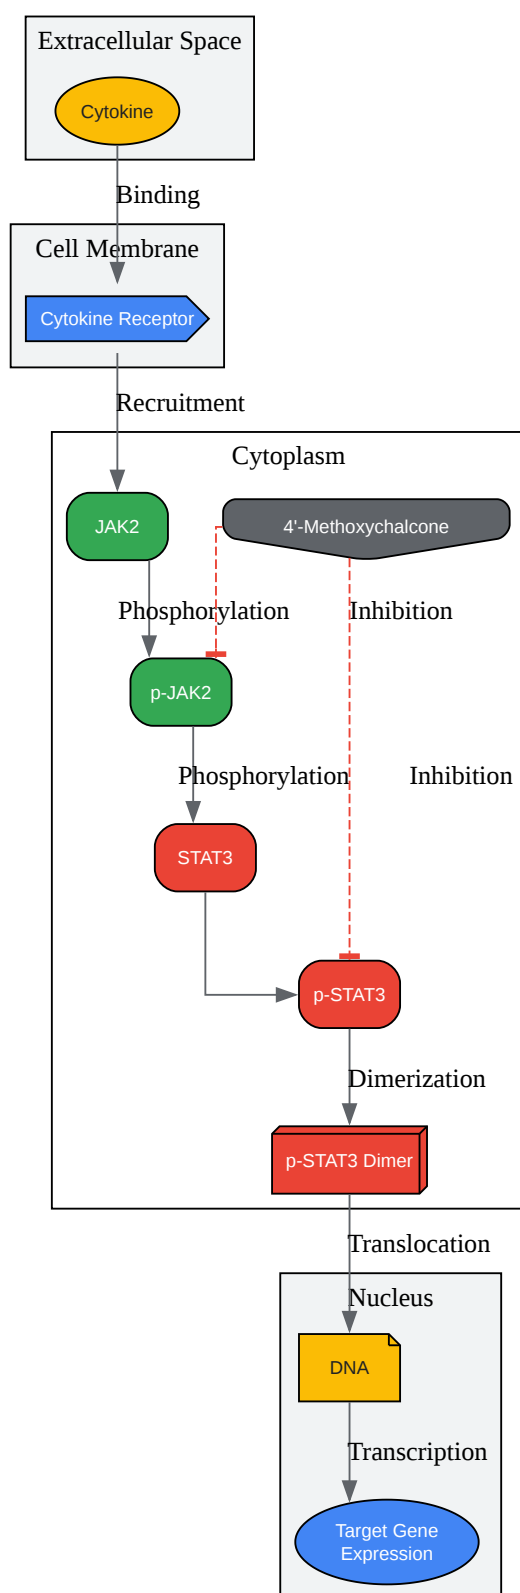 Extracellular Space
Cytokine
Binding
Cell Membrane
Cytokine Receptor
Recruitment
Cytoplasm
JAK2
4'-Methoxychalcone
Phosphorylation
Inhibition
p-JAK2
Phosphorylation
Inhibition
STAT3
p-STAT3
Dimerization
p-STAT3 Dimer
Translocation
Nucleus
DNA
Transcription
Target Gene
Expression